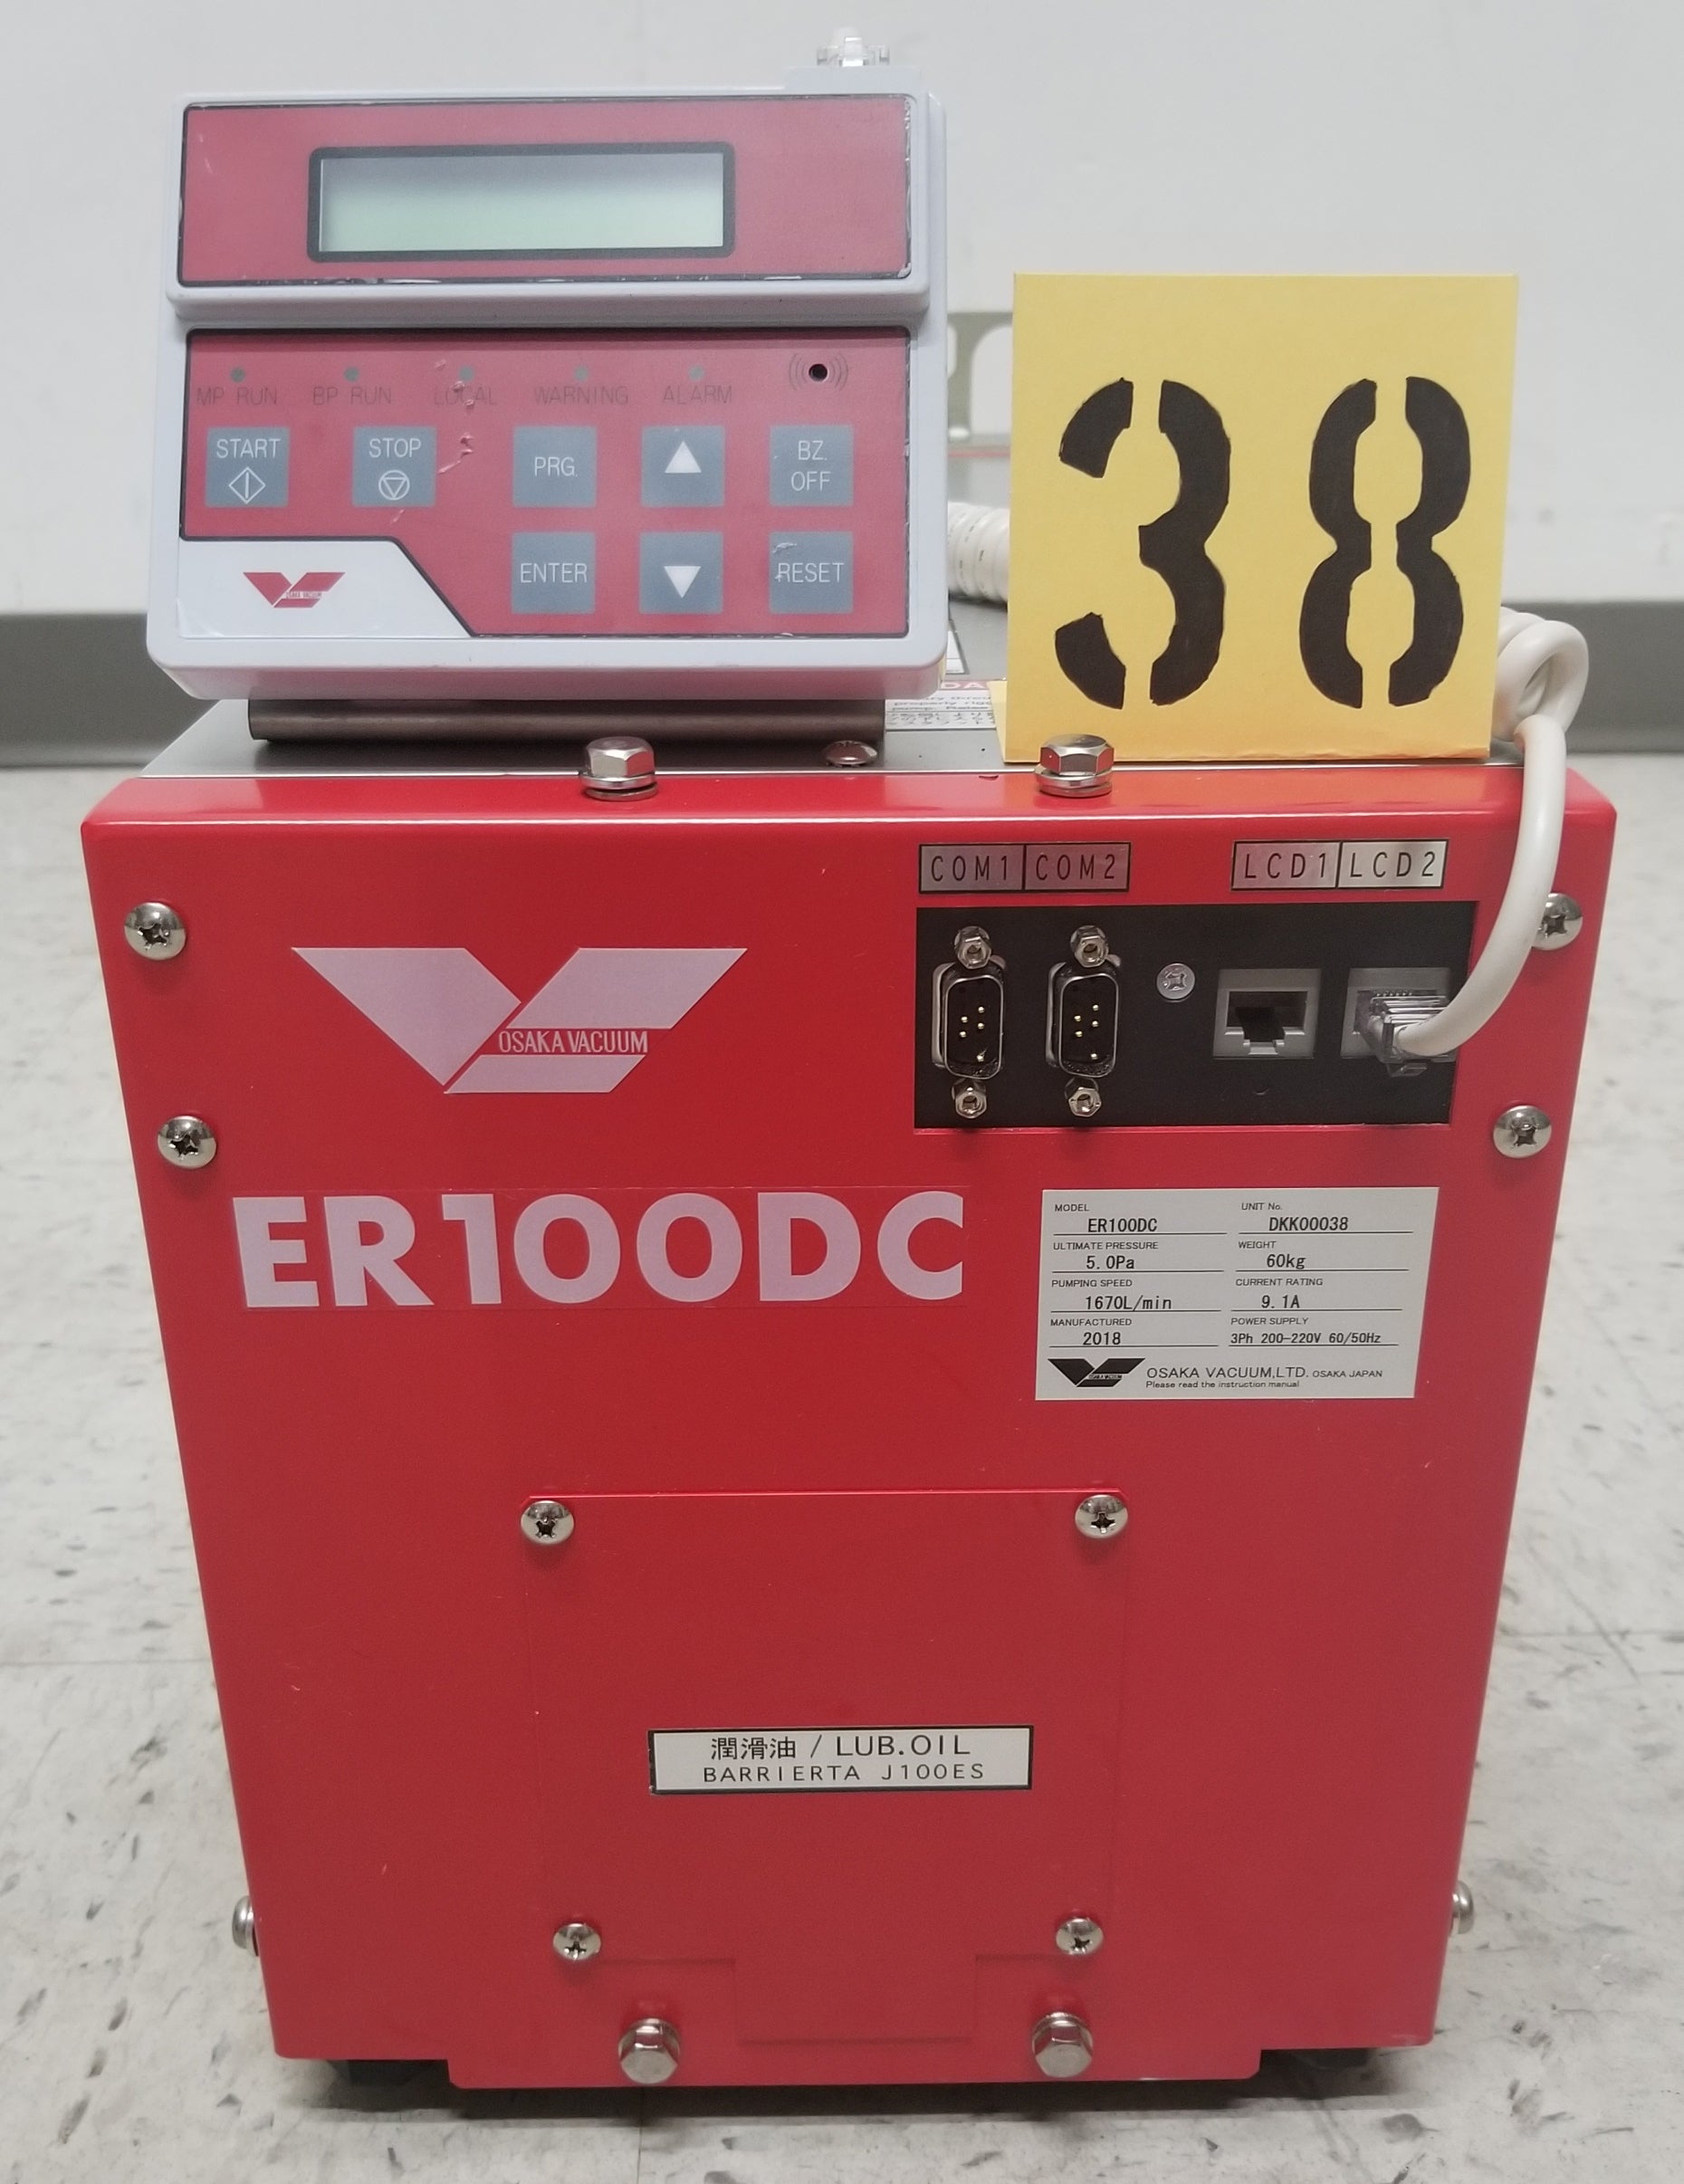 MP RUN BP RUN LOCAL WARNING ALARM
START STOP PRG. BZ. OFF
ENTER RESET
OSAKA VACUUM
38
COM1 COM2 LCD1 LCD2
OSAKA VACUUM
ER100DC
MODEL ER100DC UNIT No. DKK00038
ULTIMATE PRESSURE 5.0Pa WEIGHT 60kg
PUMPING SPEED 1670L/min CURRENT RATING 9.1A
MANUFACTURED 2018 POWER SUPPLY 3Ph 200-220V 60/50Hz
OSAKA VACUUM,LTD. OSAKA JAPAN
Please read the instruction manual
潤滑油 / LUB.OIL
BARRIERTA J100ES